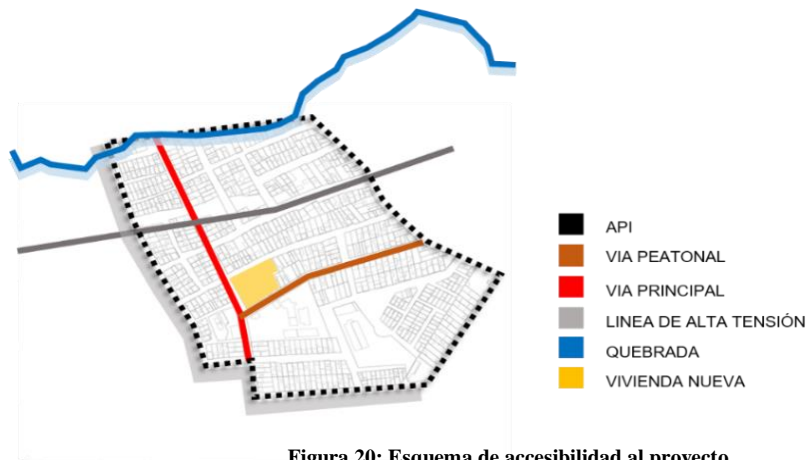 API
VIA PEATONAL
VIA PRINCIPAL
LINEA DE ALTA TENSIÓN
QUEBRADA
VIVIENDA NUEVA
Figura 20: Esquema de accesibilidad al proyecto